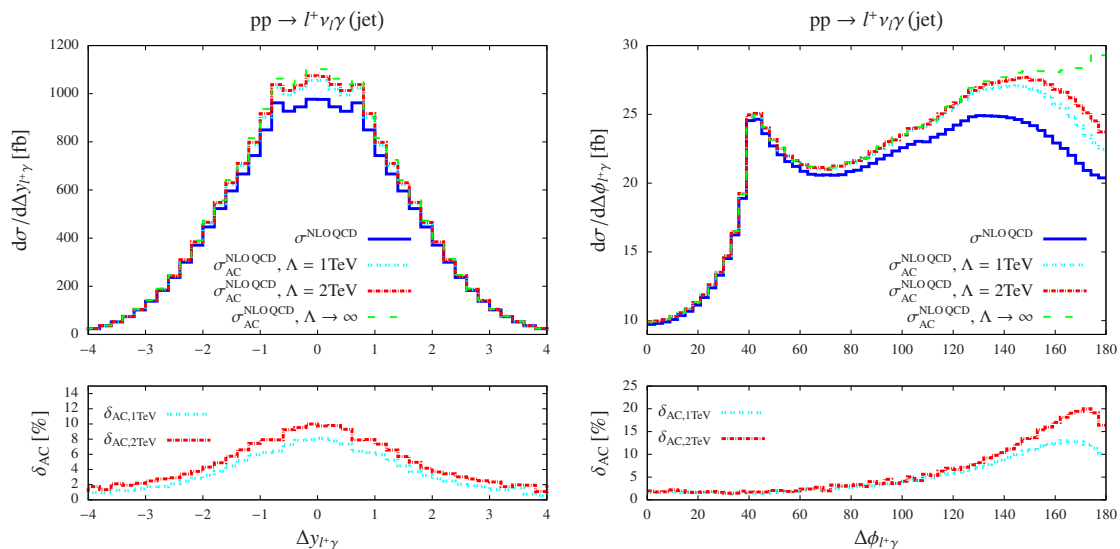 pp → l⁺ν_lγ (jet)
dσ/dΔy_{l⁺γ} [fb]
1200
1000
800
600
400
200
0
σ^{NLO QCD}
σ_{AC}^{NLO QCD}, Λ = 1TeV
σ_{AC}^{NLO QCD}, Λ = 2TeV
σ_{AC}^{NLO QCD}, Λ → ∞
−4 −3 −2 −1 0 1 2 3 4
δ_{AC} [%]
14
12
10
8
6
4
2
0
δ_{AC,1TeV}
δ_{AC,2TeV}
−4 −3 −2 −1 0 1 2 3 4
Δy_{l⁺γ}
pp → l⁺ν_lγ (jet)
dσ/dΔϕ_{l⁺γ} [fb]
30
25
20
15
10
σ^{NLO QCD}
σ_{AC}^{NLO QCD}, Λ = 1TeV
σ_{AC}^{NLO QCD}, Λ = 2TeV
σ_{AC}^{NLO QCD}, Λ → ∞
0 20 40 60 80 100 120 140 160 180
δ_{AC} [%]
25
20
15
10
5
0
δ_{AC,1TeV}
δ_{AC,2TeV}
0 20 40 60 80 100 120 140 160 180
Δϕ_{l⁺γ}